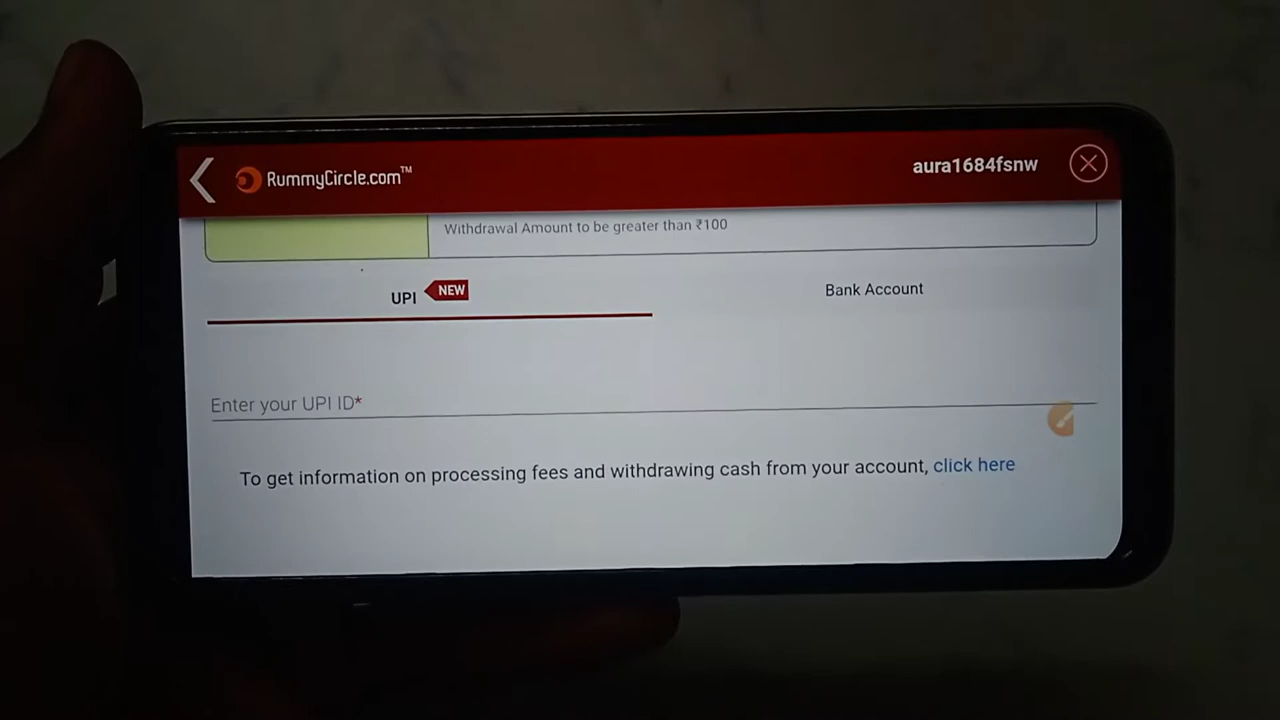 RummyCircle.com™
aura1684fsnw
Withdrawal Amount to be greater than ₹100
UPI NEW
Bank Account
Enter your UPI ID*
To get information on processing fees and withdrawing cash from your account, click here